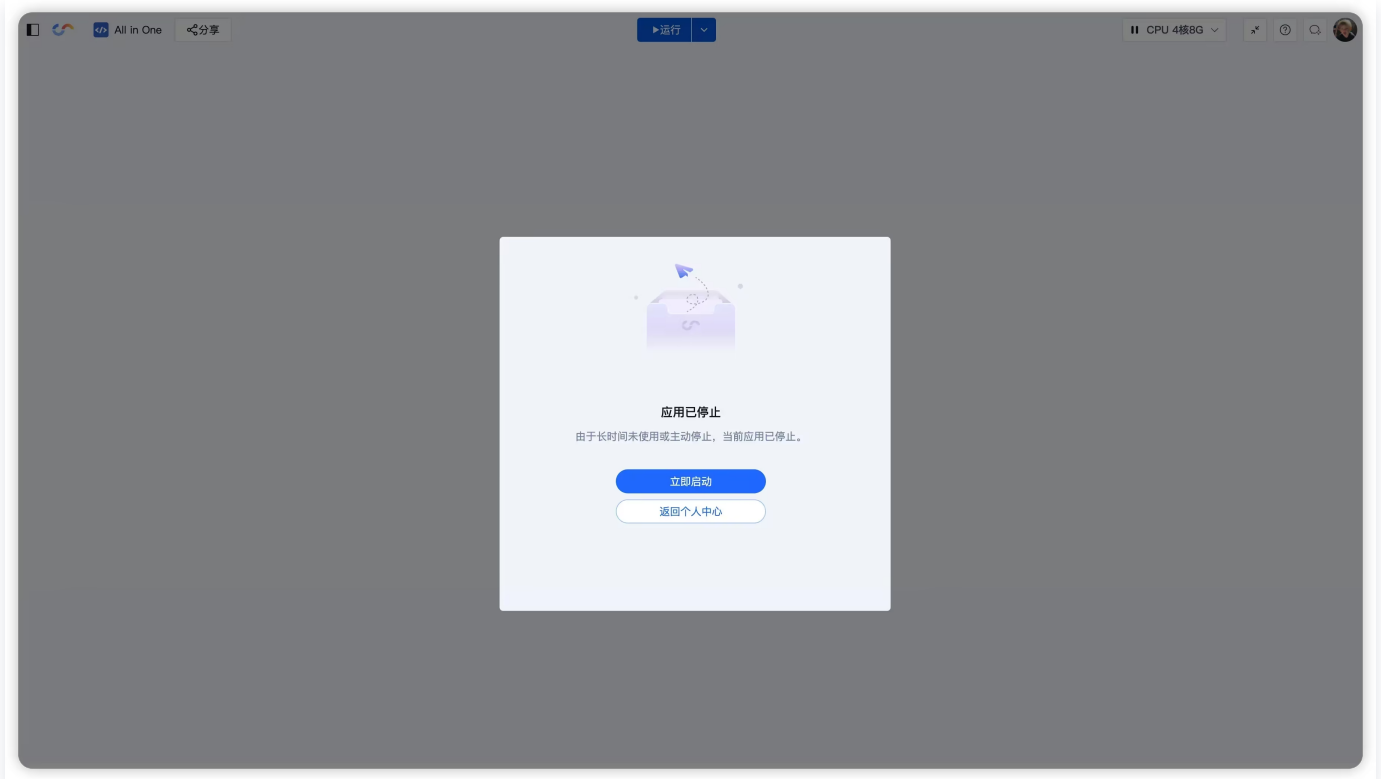 All in One
分享
运行
CPU 4核8G
应用已停止
由于长时间未使用或主动停止，当前应用已停止。
立即启动
返回个人中心